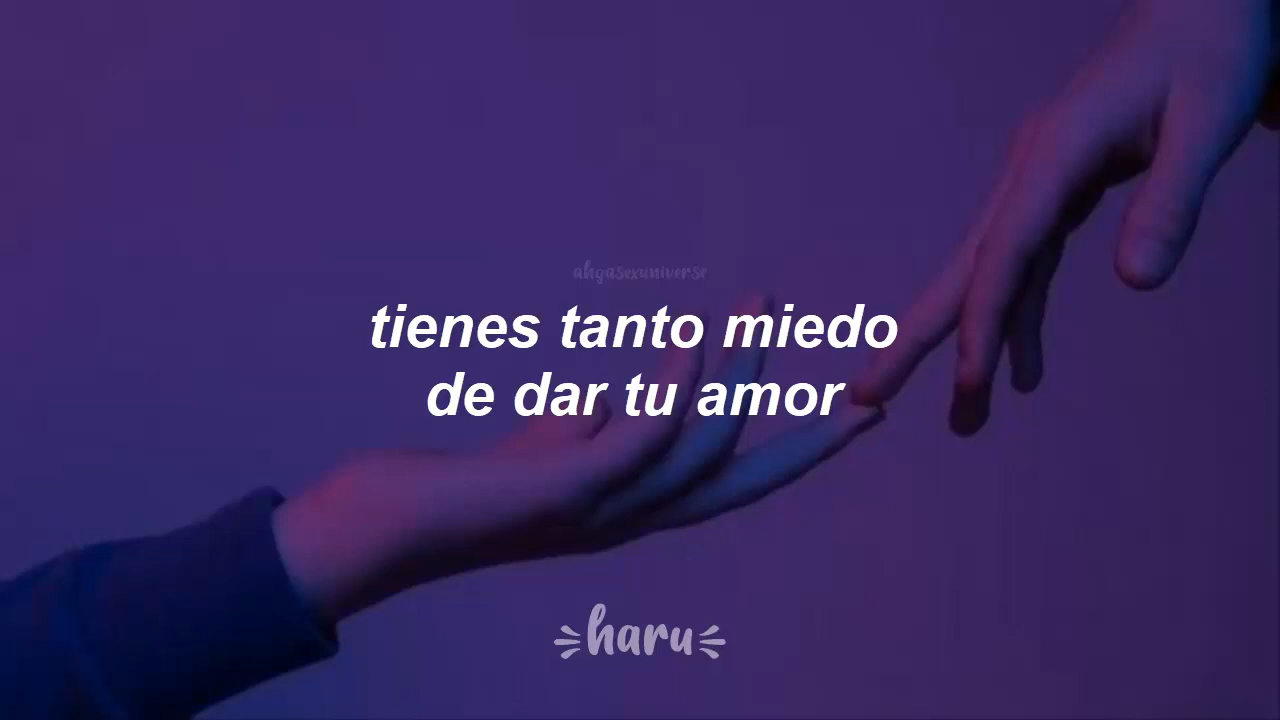 ahgasexuniverse
tienes tanto miedo
de dar tu amor
haru